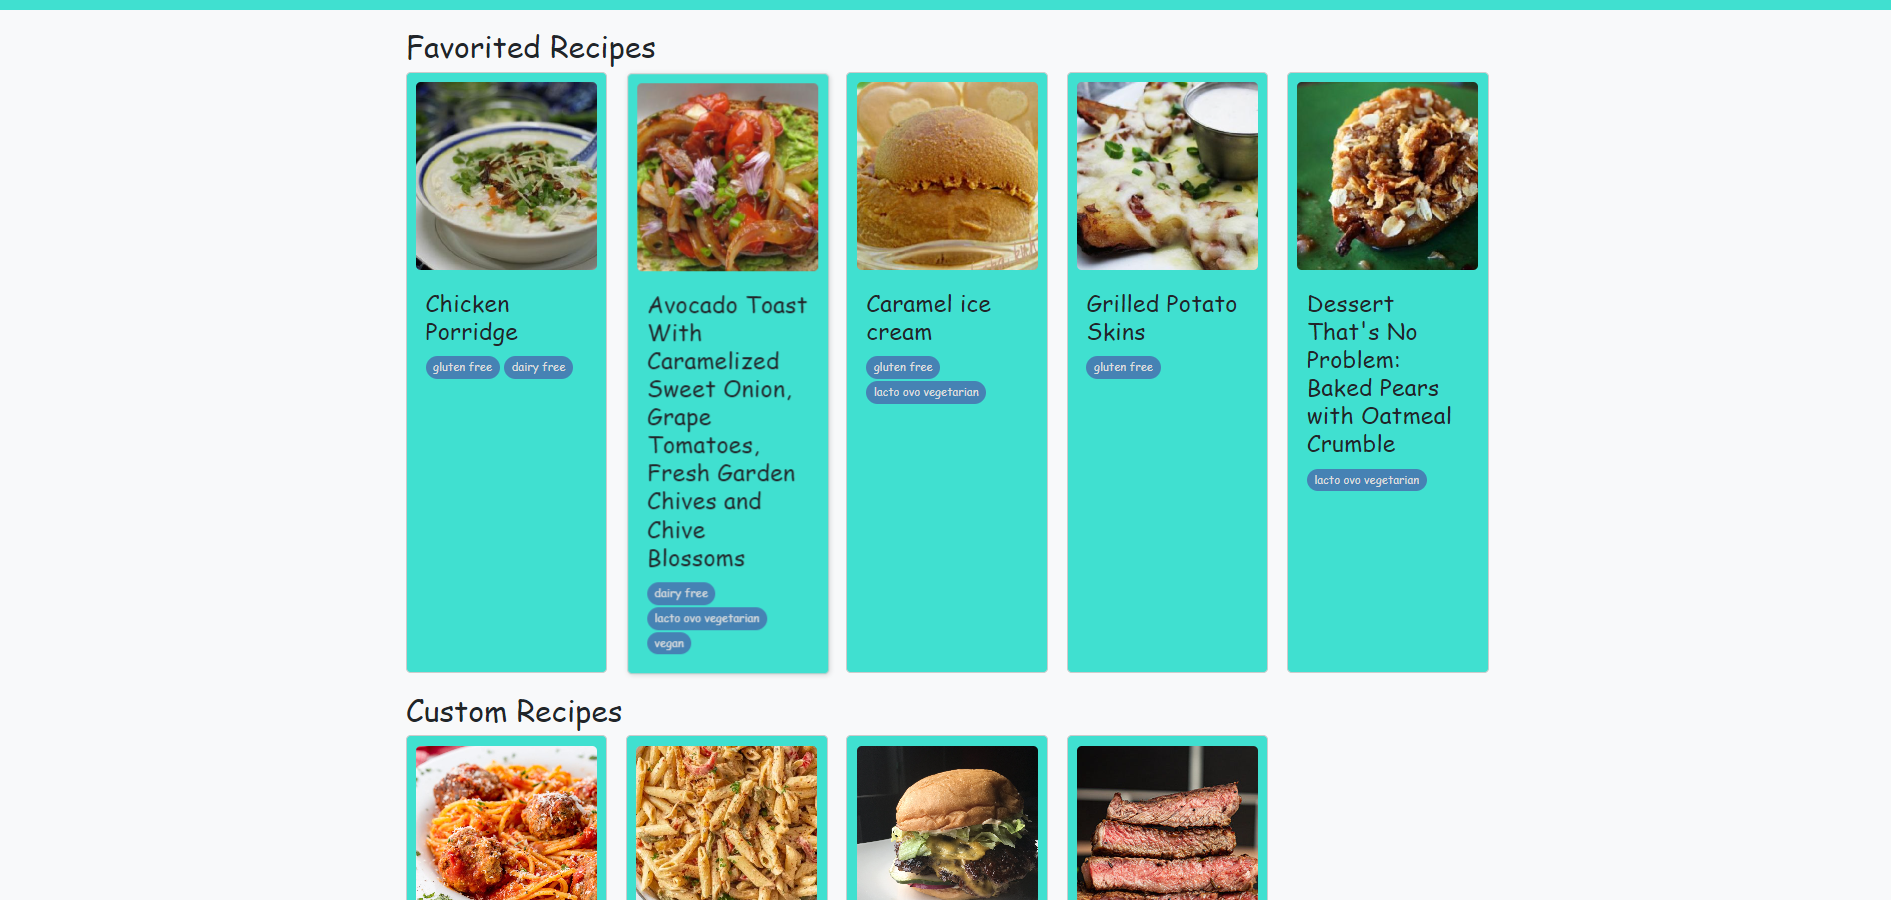 Favorited Recipes
Chicken
Porridge
gluten free
dairy free
Avocado Toast
With
Caramelized
Sweet Onion,
Grape
Tomatoes,
Fresh Garden
Chives and
Chive
Blossoms
dairy free
lacto ovo vegetarian
vegan
Caramel ice
cream
gluten free
lacto ovo vegetarian
Grilled Potato
Skins
gluten free
Dessert
That's No
Problem:
Baked Pears
with Oatmeal
Crumble
lacto ovo vegetarian
Custom Recipes